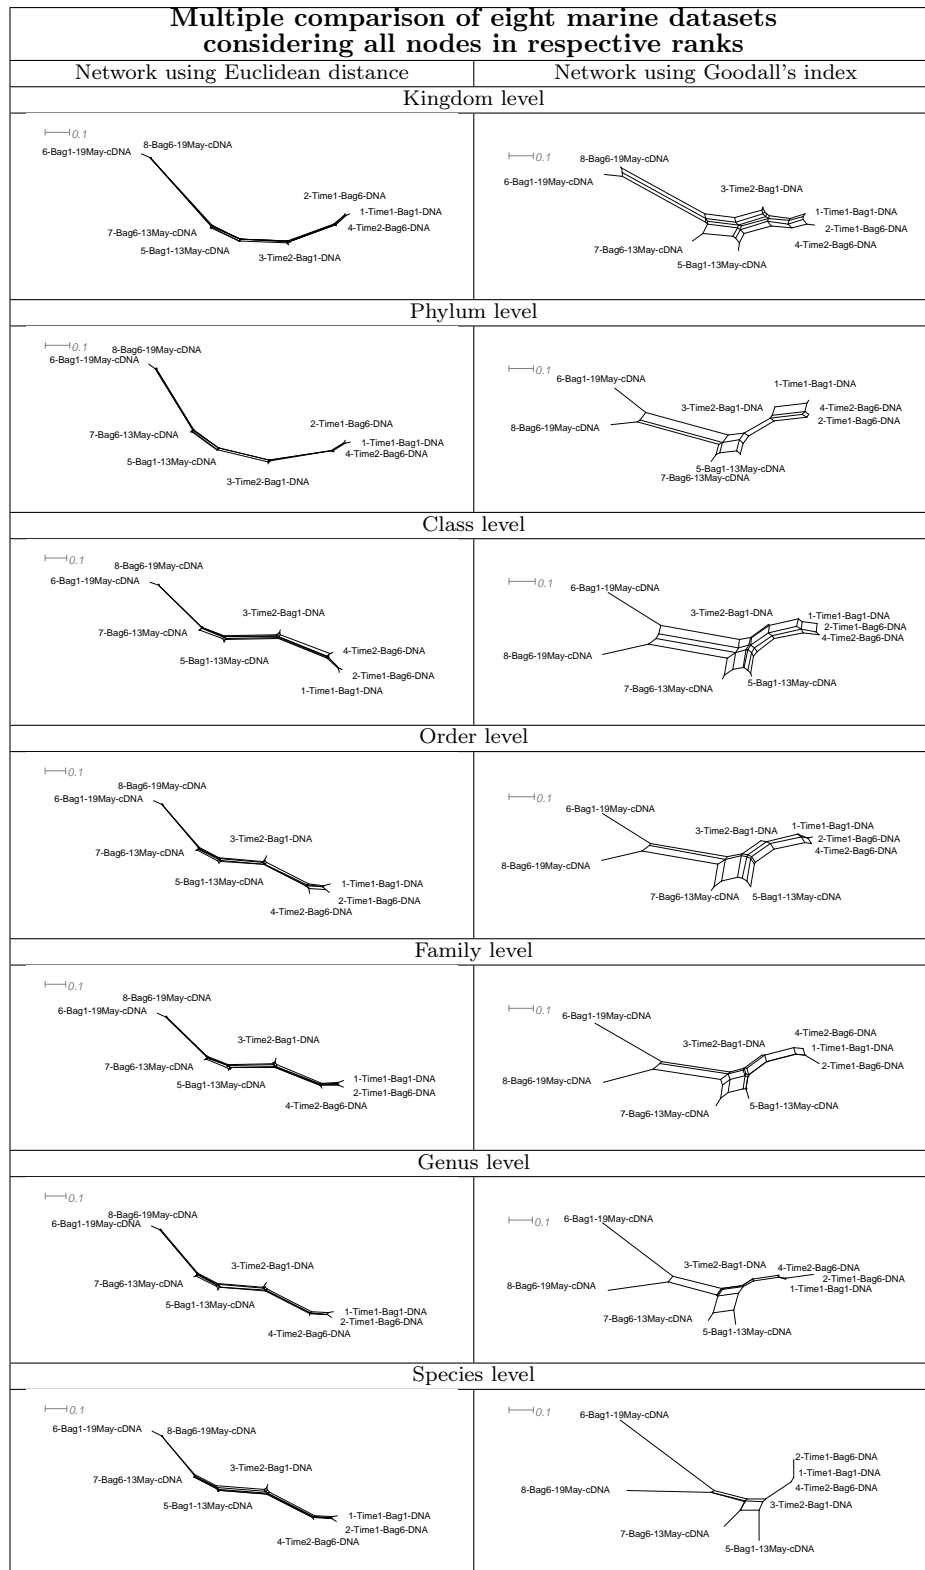 Multiple comparison of eight marine datasets
considering all nodes in respective ranks
Network using Euclidean distance
Network using Goodall's index
Kingdom level
0.1
8-Bag6-19May-cDNA
6-Bag1-19May-cDNA
2-Time1-Bag6-DNA
1-Time1-Bag1-DNA
4-Time2-Bag6-DNA
7-Bag6-13May-cDNA
5-Bag1-13May-cDNA
3-Time2-Bag1-DNA
0.1
8-Bag6-19May-cDNA
6-Bag1-19May-cDNA
3-Time2-Bag1-DNA
1-Time1-Bag1-DNA
2-Time1-Bag6-DNA
4-Time2-Bag6-DNA
7-Bag6-13May-cDNA
5-Bag1-13May-cDNA
Phylum level
0.1
8-Bag6-19May-cDNA
6-Bag1-19May-cDNA
2-Time1-Bag6-DNA
7-Bag6-13May-cDNA
1-Time1-Bag1-DNA
4-Time2-Bag6-DNA
5-Bag1-13May-cDNA
3-Time2-Bag1-DNA
0.1
6-Bag1-19May-cDNA
1-Time1-Bag1-DNA
3-Time2-Bag1-DNA
4-Time2-Bag6-DNA
2-Time1-Bag6-DNA
8-Bag6-19May-cDNA
5-Bag1-13May-cDNA
7-Bag6-13May-cDNA
Class level
0.1
8-Bag6-19May-cDNA
6-Bag1-19May-cDNA
3-Time2-Bag1-DNA
7-Bag6-13May-cDNA
4-Time2-Bag6-DNA
5-Bag1-13May-cDNA
2-Time1-Bag6-DNA
1-Time1-Bag1-DNA
0.1
6-Bag1-19May-cDNA
3-Time2-Bag1-DNA
1-Time1-Bag1-DNA
2-Time1-Bag6-DNA
4-Time2-Bag6-DNA
8-Bag6-19May-cDNA
7-Bag6-13May-cDNA
5-Bag1-13May-cDNA
Order level
0.1
8-Bag6-19May-cDNA
6-Bag1-19May-cDNA
3-Time2-Bag1-DNA
7-Bag6-13May-cDNA
5-Bag1-13May-cDNA
1-Time1-Bag1-DNA
2-Time1-Bag6-DNA
4-Time2-Bag6-DNA
0.1
6-Bag1-19May-cDNA
3-Time2-Bag1-DNA
1-Time1-Bag1-DNA
2-Time1-Bag6-DNA
4-Time2-Bag6-DNA
8-Bag6-19May-cDNA
7-Bag6-13May-cDNA
5-Bag1-13May-cDNA
Family level
0.1
8-Bag6-19May-cDNA
6-Bag1-19May-cDNA
3-Time2-Bag1-DNA
7-Bag6-13May-cDNA
5-Bag1-13May-cDNA
1-Time1-Bag1-DNA
2-Time1-Bag6-DNA
4-Time2-Bag6-DNA
0.1
6-Bag1-19May-cDNA
4-Time2-Bag6-DNA
3-Time2-Bag1-DNA
1-Time1-Bag1-DNA
2-Time1-Bag6-DNA
8-Bag6-19May-cDNA
7-Bag6-13May-cDNA
5-Bag1-13May-cDNA
Genus level
0.1
8-Bag6-19May-cDNA
6-Bag1-19May-cDNA
3-Time2-Bag1-DNA
7-Bag6-13May-cDNA
5-Bag1-13May-cDNA
1-Time1-Bag1-DNA
2-Time1-Bag6-DNA
4-Time2-Bag6-DNA
0.1
6-Bag1-19May-cDNA
3-Time2-Bag1-DNA
4-Time2-Bag6-DNA
2-Time1-Bag6-DNA
1-Time1-Bag1-DNA
8-Bag6-19May-cDNA
7-Bag6-13May-cDNA
5-Bag1-13May-cDNA
Species level
0.1
6-Bag1-19May-cDNA
8-Bag6-19May-cDNA
3-Time2-Bag1-DNA
7-Bag6-13May-cDNA
5-Bag1-13May-cDNA
1-Time1-Bag1-DNA
2-Time1-Bag6-DNA
4-Time2-Bag6-DNA
0.1
6-Bag1-19May-cDNA
2-Time1-Bag6-DNA
1-Time1-Bag1-DNA
4-Time2-Bag6-DNA
8-Bag6-19May-cDNA
3-Time2-Bag1-DNA
7-Bag6-13May-cDNA
5-Bag1-13May-cDNA